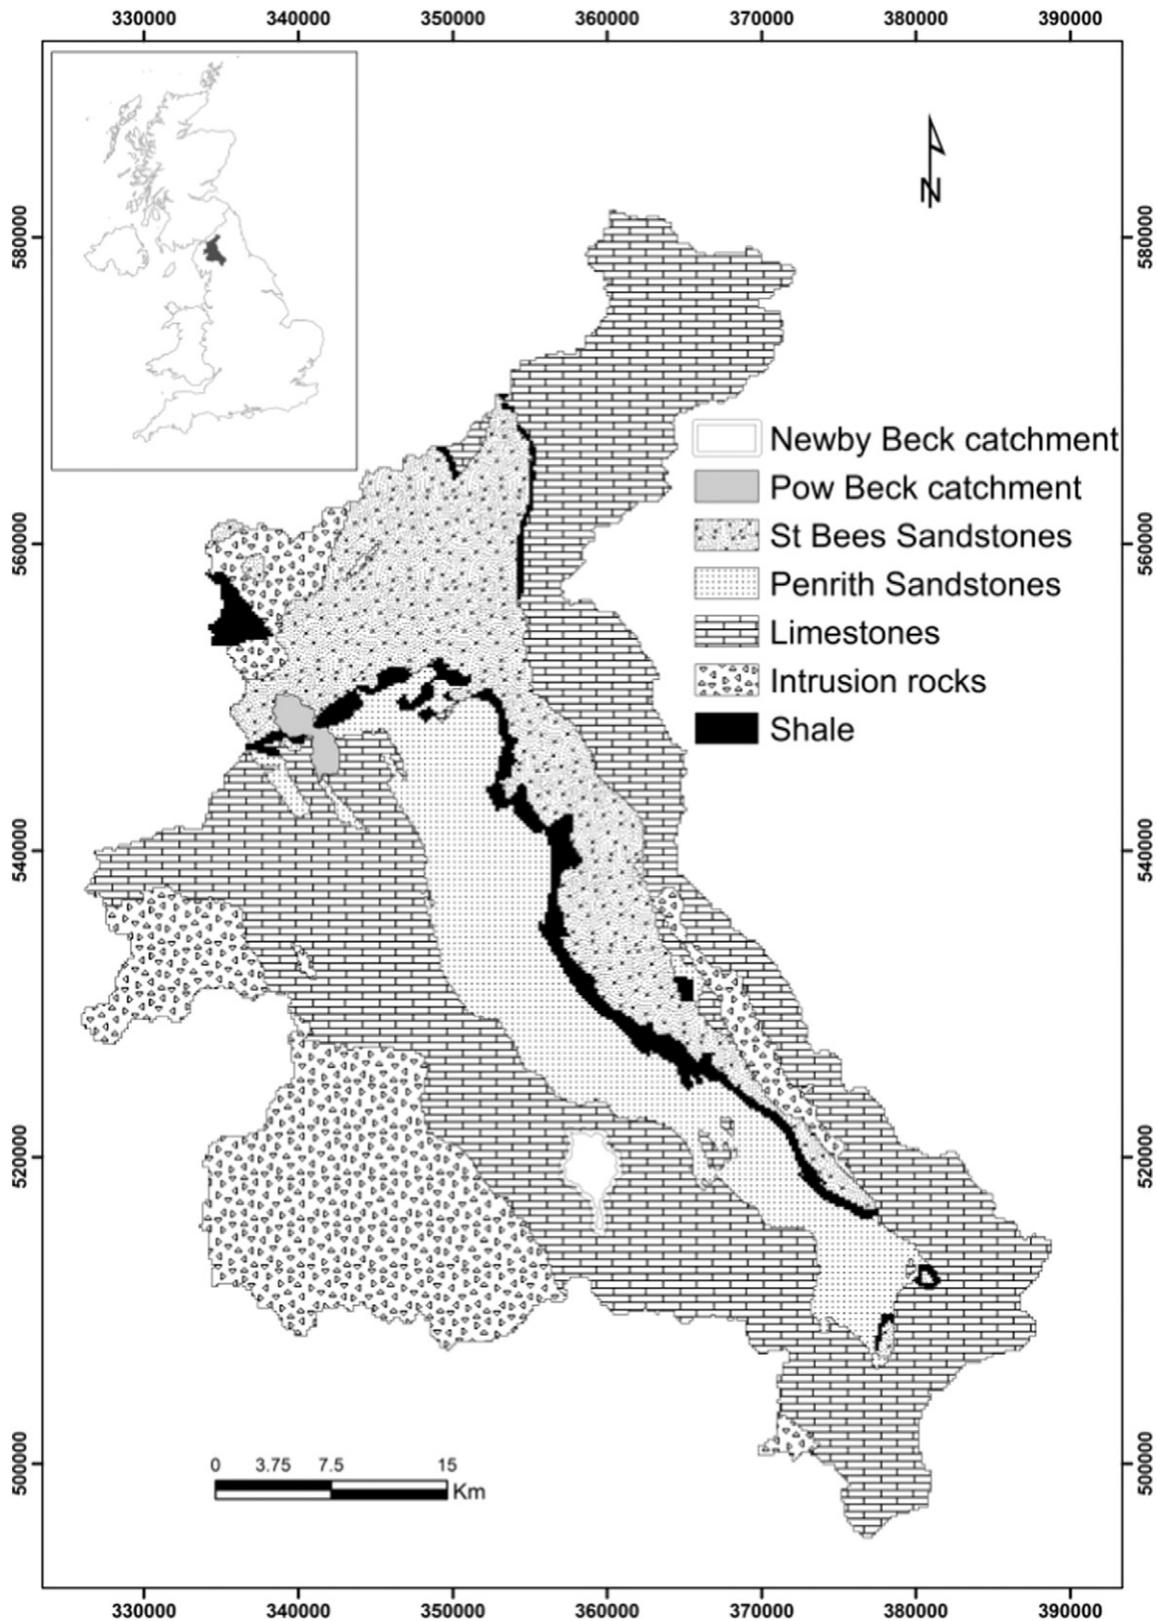 330000 340000 350000 360000 370000 380000 390000
N
580000 580000
Newby Beck catchment
Pow Beck catchment
St Bees Sandstones
560000 560000
Penrith Sandstones
Limestones
Intrusion rocks
Shale
540000 540000
520000 520000
500000 500000
0 3.75 7.5 15
Km
330000 340000 350000 360000 370000 380000 390000